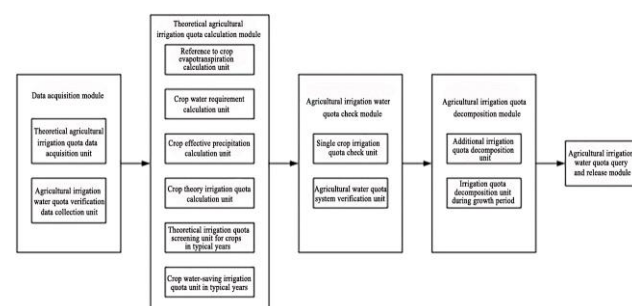 Data acquisition module
Theoretical agricultural
irrigation quota data
acquisition unit
Agricultural irrigation
water quota verification
data collection unit
Theoretical agricultural
irrigation quota calculation module
Reference to crop
evapotranspiration
calculation unit
Crop water requirement
calculation unit
Crop effective precipitation
calculation unit
Crop theory irrigation quota
calculation unit
Theoretical irrigation quota
screening unit for crops
in typical years
Crop water-saving irrigation
quota unit in typical years
Agricultural irrigation water
quota check module
Single crop irrigation
quota check unit
Agricultural water quota
system verification unit
Agricultural irrigation quota
decomposition module
Additional irrigation
quota decomposition
unit
Irrigation quota
decomposition unit
during growth period
Agricultural irrigation
water quota query
and release module